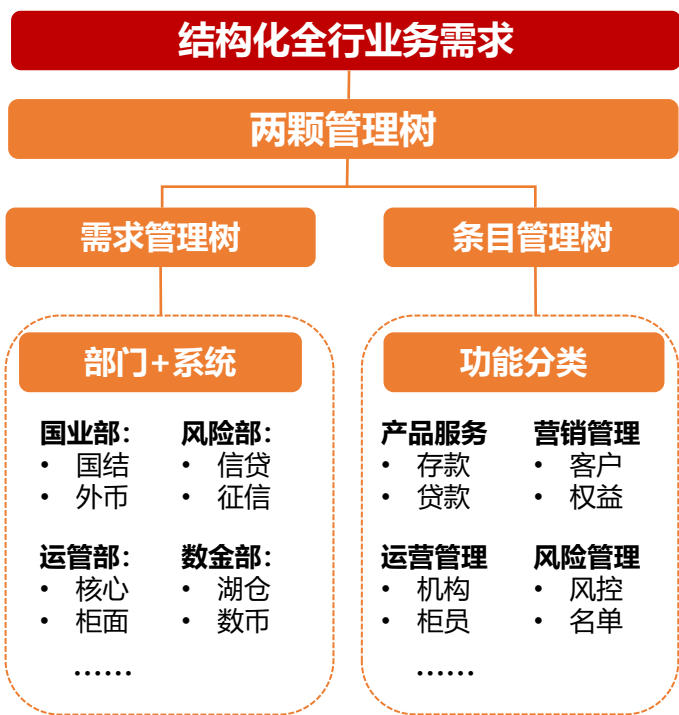 结构化全行业务需求
两颗管理树
需求管理树
条目管理树
部门+系统
国业部：
• 国结
• 外币
风险部：
• 信贷
• 征信
运管部：
• 核心
• 柜面
数金部：
• 湖仓
• 数币
……
功能分类
产品服务
• 存款
• 贷款
营销管理
• 客户
• 权益
运营管理
• 机构
• 柜员
风险管理
• 风控
• 名单
……